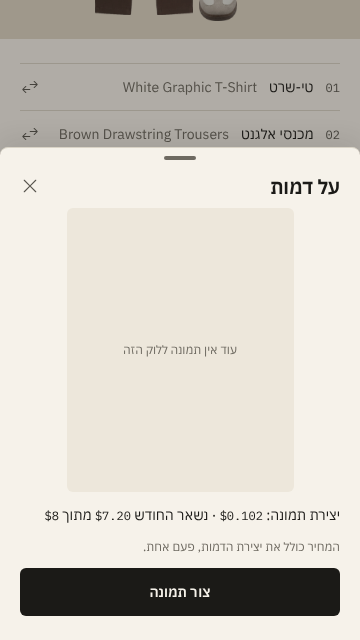 01 טי-שרט White Graphic T-Shirt
02 מכנסי אלגנט Brown Drawstring Trousers
על דמות
עוד אין תמונה ללוק הזה
יצירת תמונה: $0.102 · נשאר החודש $7.20 מתוך $8
המחיר כולל את יצירת הדמות, פעם אחת.
צור תמונה